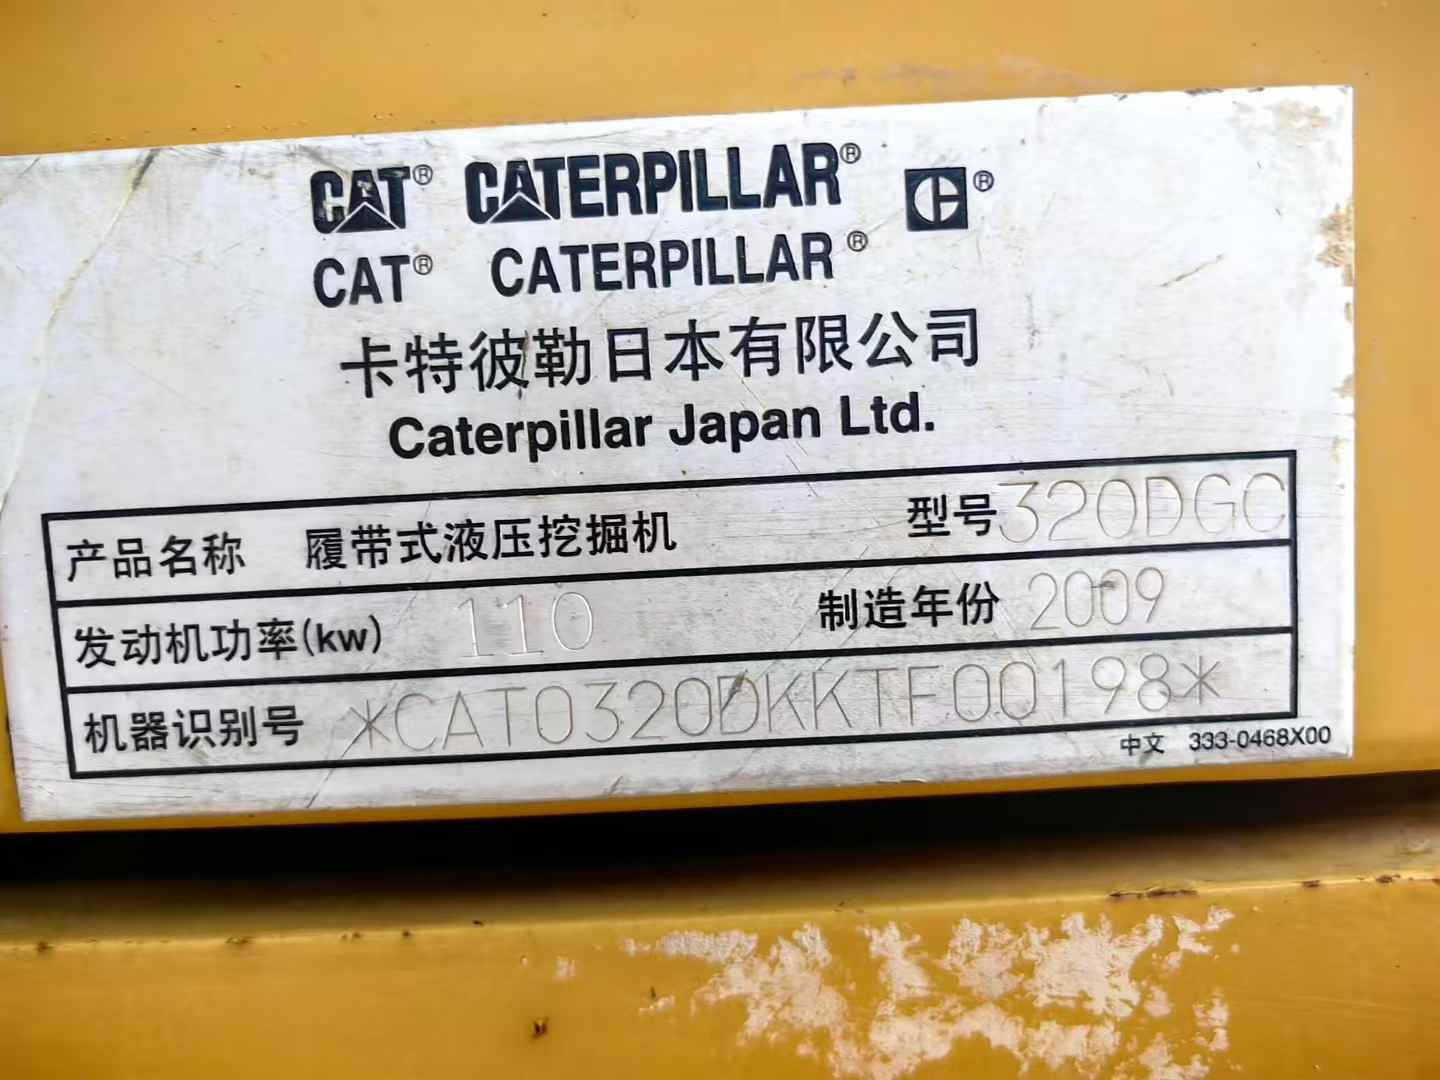 CAT® CATERPILLAR® C®
CAT® CATERPILLAR®
卡特彼勒日本有限公司
Caterpillar Japan Ltd.
产品名称 履带式液压挖掘机 型号 320DGC
发动机功率(kw) 110 制造年份 2009
机器识别号 *CAT0320DKKTF00198*
中文 333-0468X00